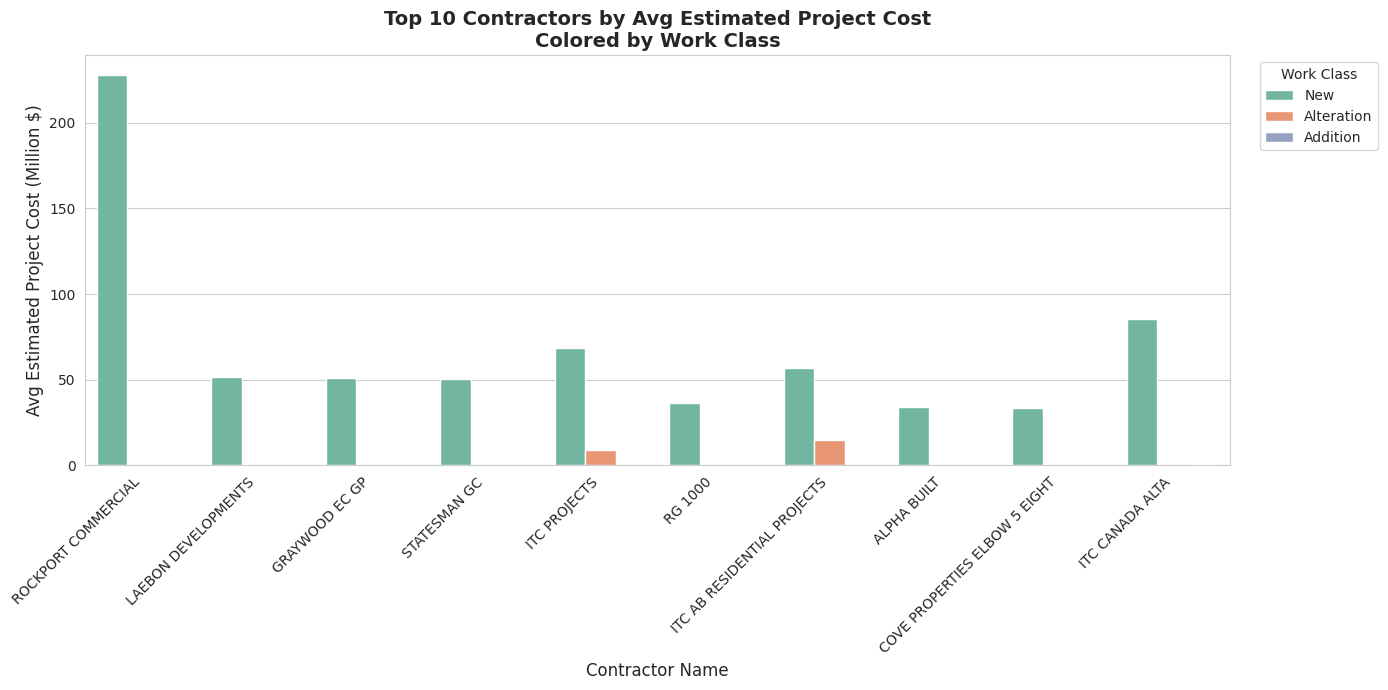 Top 10 Contractors by Avg Estimated Project Cost
Colored by Work Class
Avg Estimated Project Cost (Million $)
200
150
100
50
0
ROCKPORT COMMERCIAL
LAEBON DEVELOPMENTS
GRAYWOOD EC GP
STATESMAN GC
ITC PROJECTS
RG 1000
ITC AB RESIDENTIAL PROJECTS
ALPHA BUILT
COVE PROPERTIES ELBOW 5 EIGHT
ITC CANADA ALTA
Contractor Name
Work Class
New
Alteration
Addition